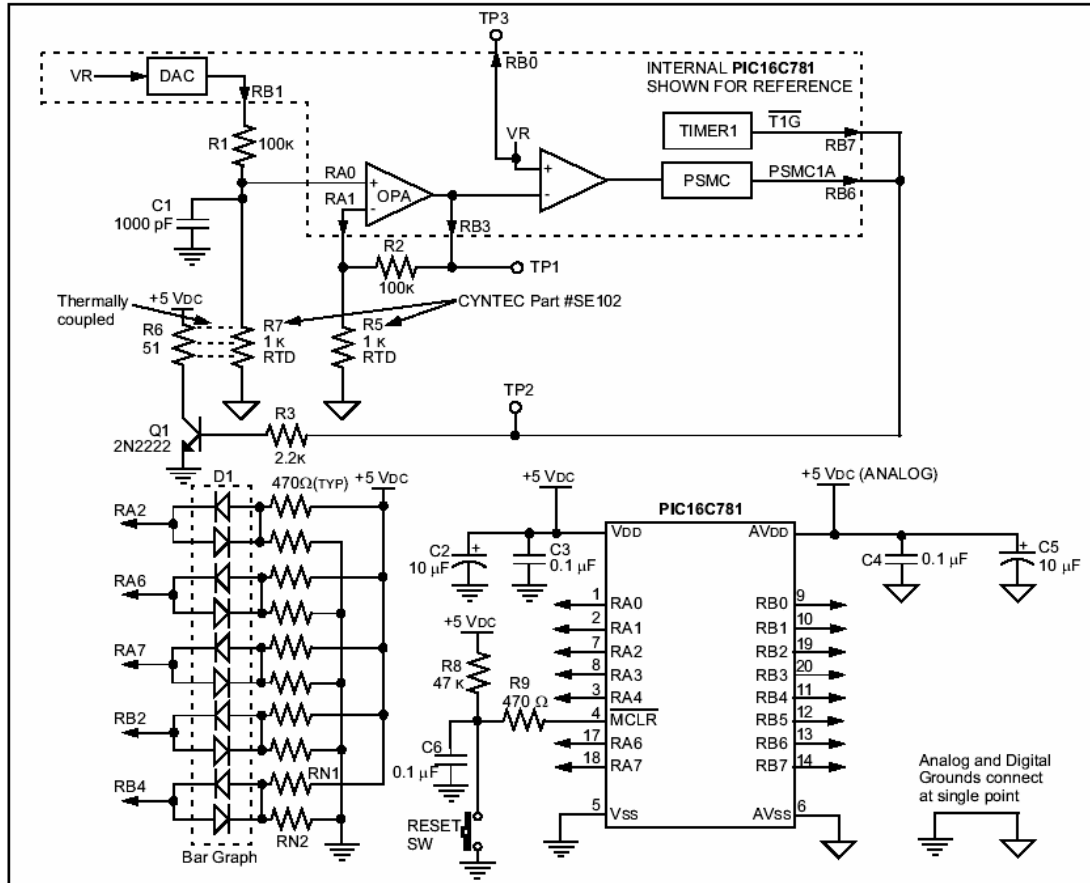 TP3
RB0
INTERNAL PIC16C781
SHOWN FOR REFERENCE
VR
DAC
RB1
R1
100K
VR
TIMER1
T1G
RB7
RA0
+
OPA
-
RA1
+
-
PSMC
PSMC1A
RB6
C1
1000 pF
RB3
R2
100K
TP1
Thermally
coupled
+5 VDC
R6
51
R7
1 K
RTD
CYNTEC Part #SE102
R5
1 K
RTD
TP2
Q1
2N2222
R3
2.2K
D1
470Ω(TYP)
+5 VDC
RA2
RA6
RA7
RB2
RB4
RN1
RN2
Bar Graph
+5 VDC
+5 VDC (ANALOG)
PIC16C781
VDD
AVDD
C2
10 µF
+
C3
0.1 µF
C4
0.1 µF
+
C5
10 µF
1 RA0 RB0 9
2 RA1 RB1 10
7 RA2 RB2 19
8 RA3 RB3 20
3 RA4 RB4 11
4 MCLR RB5 12
17 RA6 RB6 13
18 RA7 RB7 14
5 VSS AVSS 6
+5 VDC
R8
47 K
R9
470 Ω
C6
0.1 µF
RESET
SW
Analog and Digital
Grounds connect
at single point